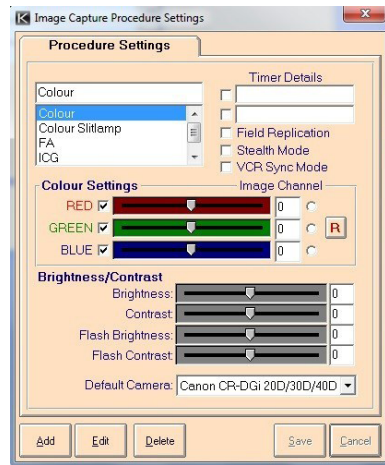 Image Capture Procedure Settings
Procedure Settings
Timer Details
Colour
Colour
Colour Slitlamp
FA
ICG
Field Replication
Stealth Mode
VCR Sync Mode
Colour Settings Image Channel
RED 0
GREEN 0 R
BLUE 0
Brightness/Contrast
Brightness: 0
Contrast: 0
Flash Brightness: 0
Flash Contrast: 0
Default Camera: Canon CR-DGi 20D/30D/40D
Add Edit Delete Save Cancel